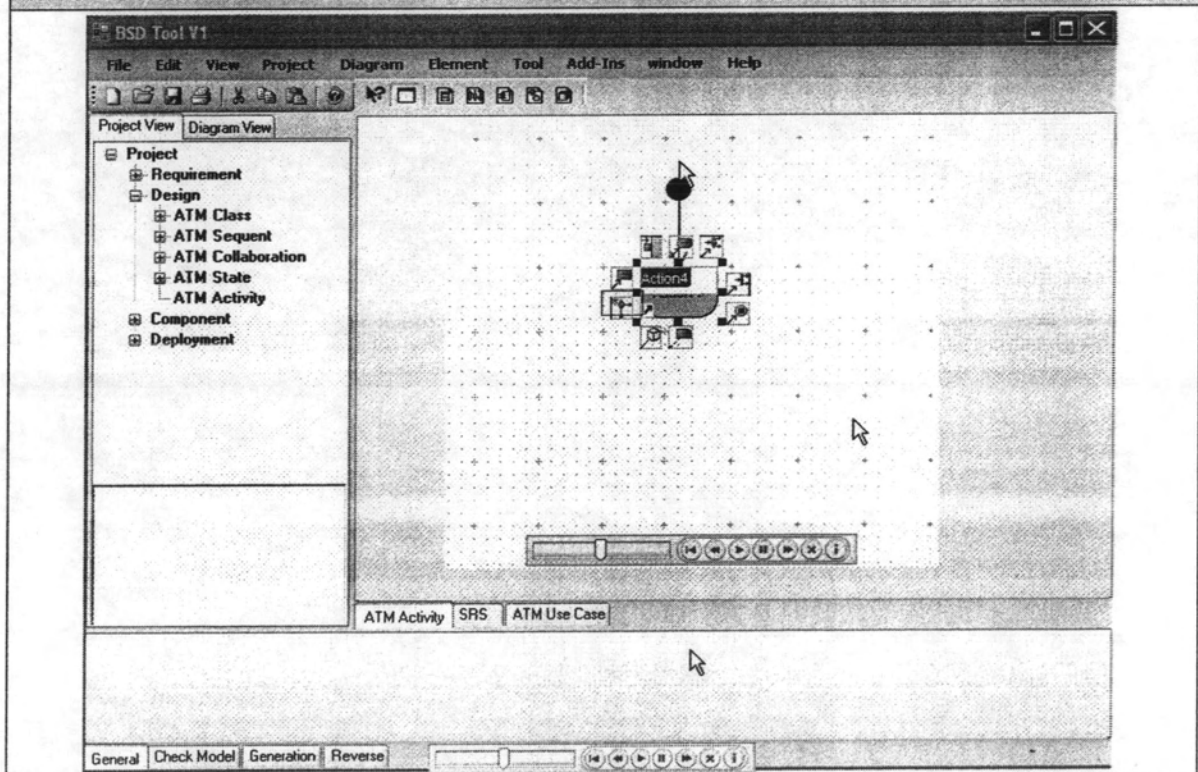 BSD Tool V1
File Edit View Project Diagram Element Tool Add-Ins window Help
Project View Diagram View
Project
Requirement
Design
ATM Class
ATM Sequent
ATM Collaboration
ATM State
ATM Activity
Component
Deployment
Action4
ATM Activity SRS ATM Use Case
General Check Model Generation Reverse